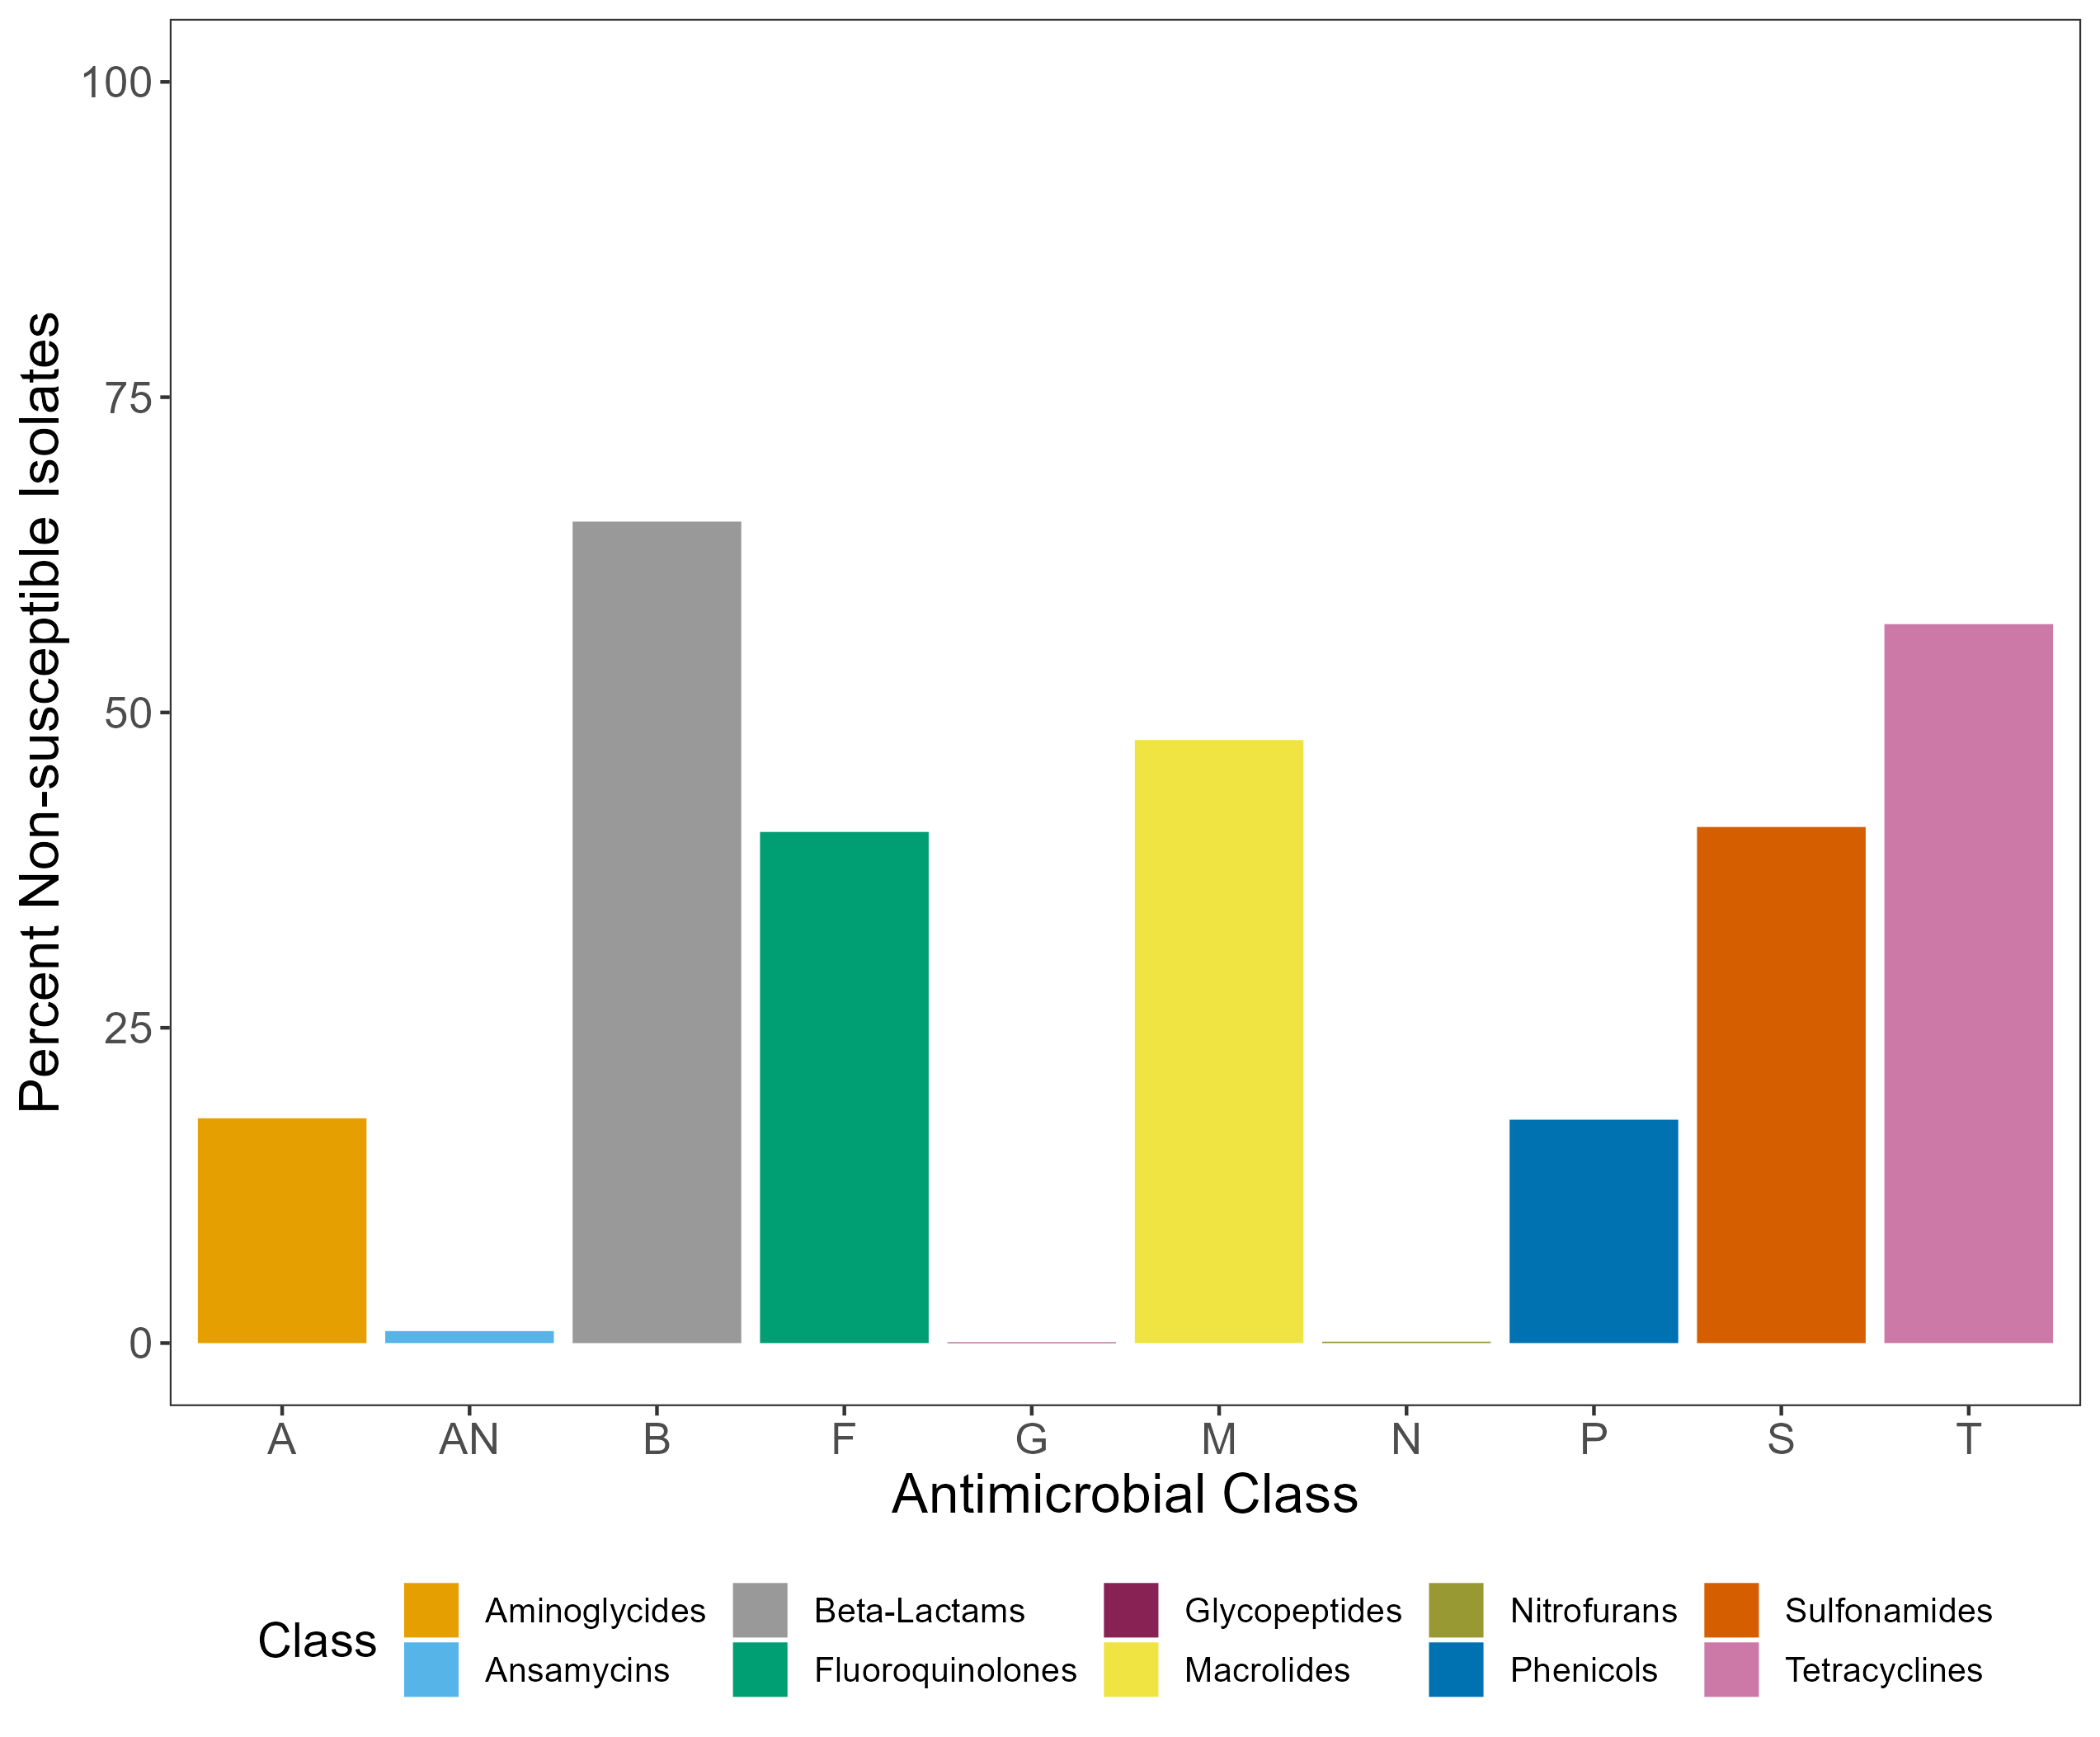 Percent Non-susceptible Isolates
100
75
50
25
0
A AN B F G M N P S T
Antimicrobial Class
Class
Aminoglycides Beta-Lactams Glycopeptides Nitrofurans Sulfonamides
Ansamycins Fluoroquinolones Macrolides Phenicols Tetracyclines